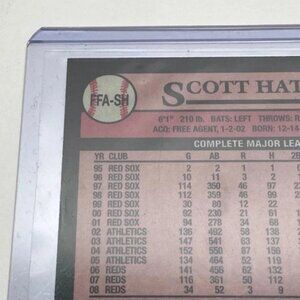 FFA-SH
SCOTT HAT
6'1" 210 lb. BATS: LEFT THROWS: R
ACQ: FREE AGENT, 1-2-02 BORN: 12-1
COMPLETE MAJOR LEA
YR CLUB G AB R H 2B
95 RED SOX 2 2 1 1 0
96 RED SOX 10 11 3 2
97 RED SOX 114 350 46 97
98 RED SOX 112 359 46 99
99 RED SOX 30 80 12 22
00 RED SOX 92 230 21 61
01 RED SOX 94 278 34 68
02 ATHLETICS 136 492 58 138
03 ATHLETICS 147 541 63 137
04 ATHLETICS 152 550 87 156
05 ATHLETICS 134 464 52 119
06 REDS 141 456 62 132
07 REDS 116 361 50 112
08 REDS 34 52 3 9